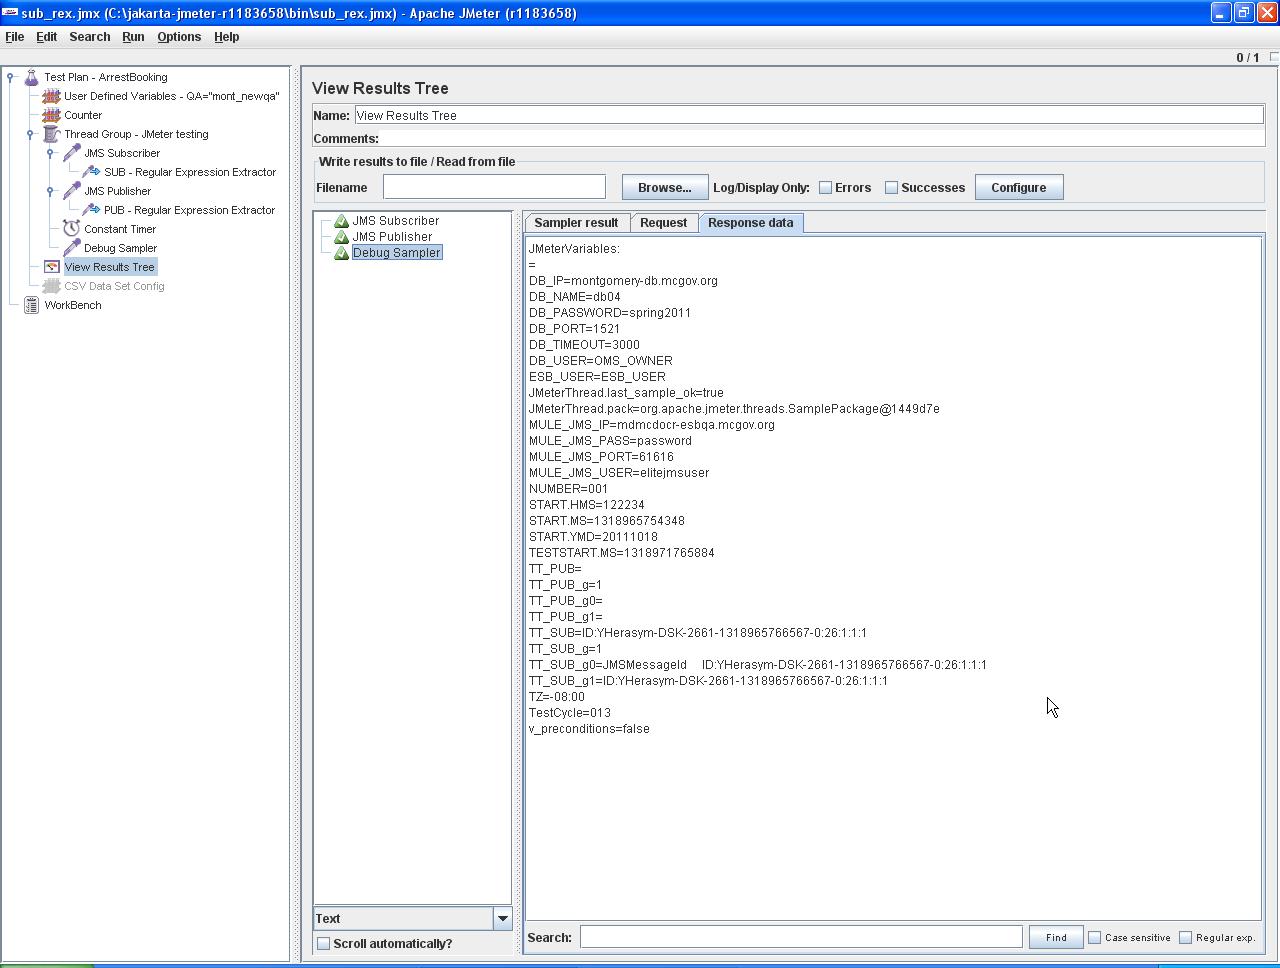 sub_rex.jmx (C:\jakarta-jmeter-r1183658\bin\sub_rex.jmx) - Apache JMeter (r1183658)
File Edit Search Run Options Help
0 / 1
Test Plan - ArrestBooking
User Defined Variables - QA="mont_newqa"
Counter
Thread Group - JMeter testing
JMS Subscriber
SUB - Regular Expression Extractor
JMS Publisher
PUB - Regular Expression Extractor
Constant Timer
Debug Sampler
View Results Tree
CSV Data Set Config
WorkBench
View Results Tree
Name: View Results Tree
Comments:
Write results to file / Read from file
Filename Browse... Log/Display Only: Errors Successes Configure
JMS Subscriber
JMS Publisher
Debug Sampler
Text
Scroll automatically?
Sampler result Request Response data
JMeterVariables:
=
DB_IP=montgomery-db.mcgov.org
DB_NAME=db04
DB_PASSWORD=spring2011
DB_PORT=1521
DB_TIMEOUT=3000
DB_USER=OMS_OWNER
ESB_USER=ESB_USER
JMeterThread.last_sample_ok=true
JMeterThread.pack=org.apache.jmeter.threads.SamplePackage@1449d7e
MULE_JMS_IP=mdmcdocr-esbqa.mcgov.org
MULE_JMS_PASS=password
MULE_JMS_PORT=61616
MULE_JMS_USER=elitejmsuser
NUMBER=001
START.HMS=122234
START.MS=1318965754348
START.YMD=20111018
TESTSTART.MS=1318971765884
TT_PUB=
TT_PUB_g=1
TT_PUB_g0=
TT_PUB_g1=
TT_SUB=ID:YHerasym-DSK-2661-1318965766567-0:26:1:1:1
TT_SUB_g=1
TT_SUB_g0=JMSMessageId ID:YHerasym-DSK-2661-1318965766567-0:26:1:1:1
TT_SUB_g1=ID:YHerasym-DSK-2661-1318965766567-0:26:1:1:1
TZ=-08:00
TestCycle=013
v_preconditions=false
Search: Find Case sensitive Regular exp.